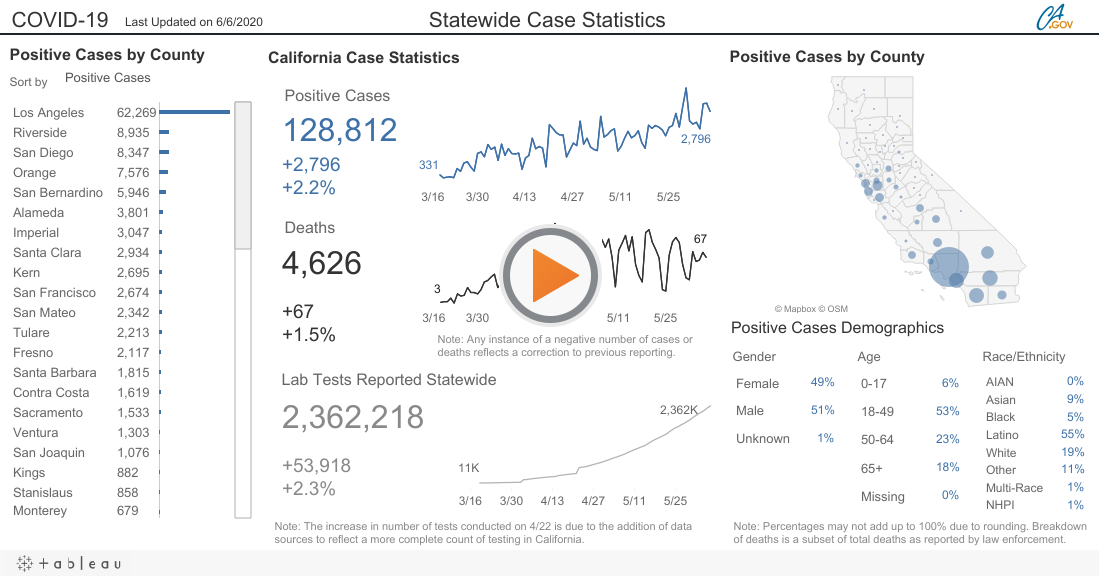 COVID-19 Last Updated on 6/6/2020
Statewide Case Statistics
CA.GOV
Positive Cases by County
Sort by Positive Cases
Los Angeles 62,269
Riverside 8,935
San Diego 8,347
Orange 7,576
San Bernardino 5,946
Alameda 3,801
Imperial 3,047
Santa Clara 2,934
Kern 2,695
San Francisco 2,674
San Mateo 2,342
Tulare 2,213
Fresno 2,117
Santa Barbara 1,815
Contra Costa 1,619
Sacramento 1,533
Ventura 1,303
San Joaquin 1,076
Kings 882
Stanislaus 858
Monterey 679
California Case Statistics
Positive Cases
128,812
+2,796
+2.2%
331
2,796
3/16 3/30 4/13 4/27 5/11 5/25
Deaths
4,626
+67
+1.5%
3
67
3/16 3/30 5/11 5/25
Note: Any instance of a negative number of cases or
deaths reflects a correction to previous reporting.
Lab Tests Reported Statewide
2,362,218
+53,918
+2.3%
11K
2,362K
3/16 3/30 4/13 4/27 5/11 5/25
Note: The increase in number of tests conducted on 4/22 is due to the addition of data
sources to reflect a more complete count of testing in California.
Positive Cases by County
© Mapbox © OSM
Positive Cases Demographics
Gender
Female 49%
Male 51%
Unknown 1%
Age
0-17 6%
18-49 53%
50-64 23%
65+ 18%
Missing 0%
Race/Ethnicity
AIAN 0%
Asian 9%
Black 5%
Latino 55%
White 19%
Other 11%
Multi-Race 1%
NHPI 1%
Note: Percentages may not add up to 100% due to rounding. Breakdown
of deaths is a subset of total deaths as reported by law enforcement.
+ableau